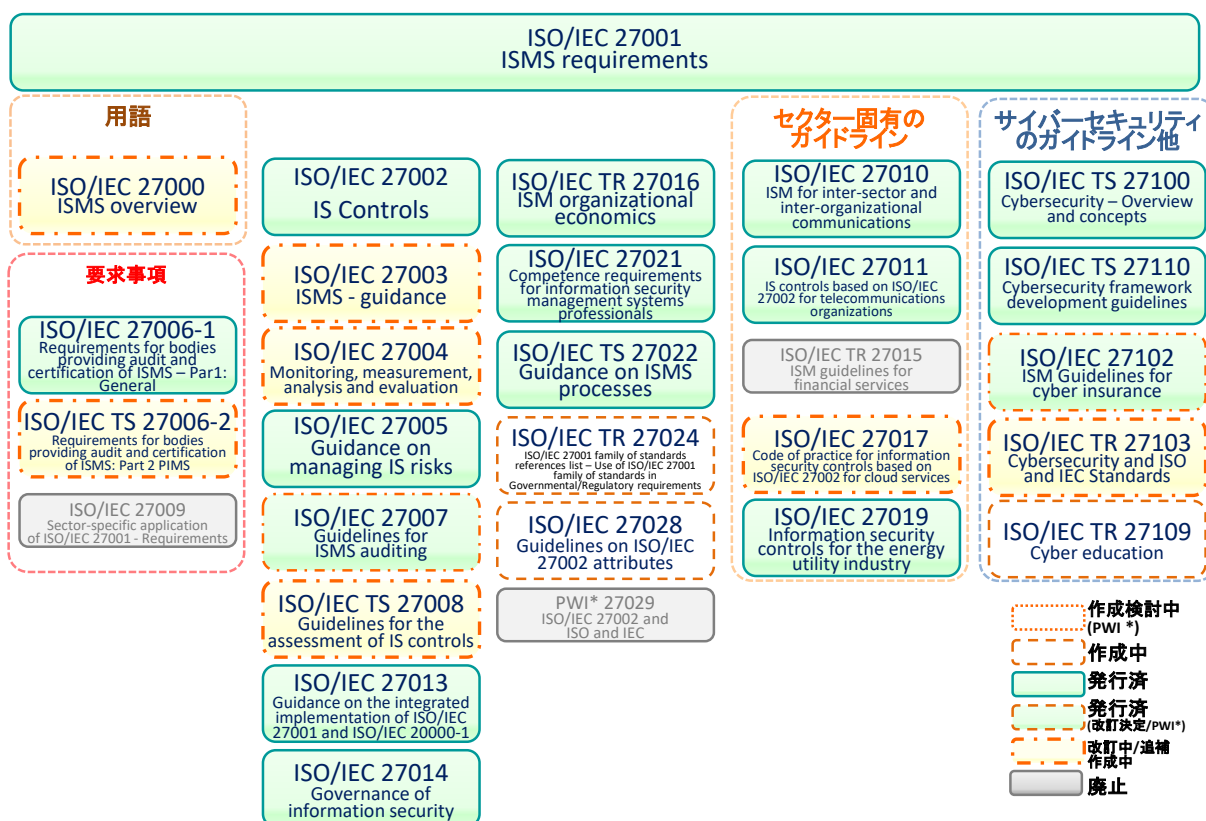 ISO/IEC 27001
ISMS requirements
用語
ISO/IEC 27000
ISMS overview
要求事項
ISO/IEC 27006-1
Requirements for bodies
providing audit and
certification of ISMS – Par1:
General
ISO/IEC TS 27006-2
Requirements for bodies
providing audit and certification
of ISMS: Part 2 PIMS
ISO/IEC 27009
Sector-specific application
of ISO/IEC 27001 - Requirements
ISO/IEC 27002
IS Controls
ISO/IEC 27003
ISMS - guidance
ISO/IEC 27004
Monitoring, measurement,
analysis and evaluation
ISO/IEC 27005
Guidance on
managing IS risks
ISO/IEC 27007
Guidelines for
ISMS auditing
ISO/IEC TS 27008
Guidelines for the
assessment of IS controls
ISO/IEC 27013
Guidance on the integrated
implementation of ISO/IEC
27001 and ISO/IEC 20000-1
ISO/IEC 27014
Governance of
information security
ISO/IEC TR 27016
ISM organizational
economics
ISO/IEC 27021
Competence requirements
for information security
management systems
professionals
ISO/IEC TS 27022
Guidance on ISMS
processes
ISO/IEC TR 27024
ISO/IEC 27001 family of standards
references list – Use of ISO/IEC 27001
family of standards in
Governmental/Regulatory requirements
ISO/IEC 27028
Guidelines on ISO/IEC
27002 attributes
PWI* 27029
ISO/IEC 27002 and
ISO and IEC
セクター固有の
ガイドライン
ISO/IEC 27010
ISM for inter-sector and
inter-organizational
communications
ISO/IEC 27011
IS controls based on ISO/IEC
27002 for telecommunications
organizations
ISO/IEC TR 27015
ISM guidelines for
financial services
ISO/IEC 27017
Code of practice for information
security controls based on
ISO/IEC 27002 for cloud services
ISO/IEC 27019
Information security
controls for the energy
utility industry
サイバーセキュリティ
のガイドライン他
ISO/IEC TS 27100
Cybersecurity – Overview
and concepts
ISO/IEC TS 27110
Cybersecurity framework
development guidelines
ISO/IEC 27102
ISM Guidelines for
cyber insurance
ISO/IEC TR 27103
Cybersecurity and ISO
and IEC Standards
ISO/IEC TR 27109
Cyber education
作成検討中
(PWI *)
作成中
発行済
発行済
(改訂決定/PWI*)
改訂中/追補
作成中
廃止